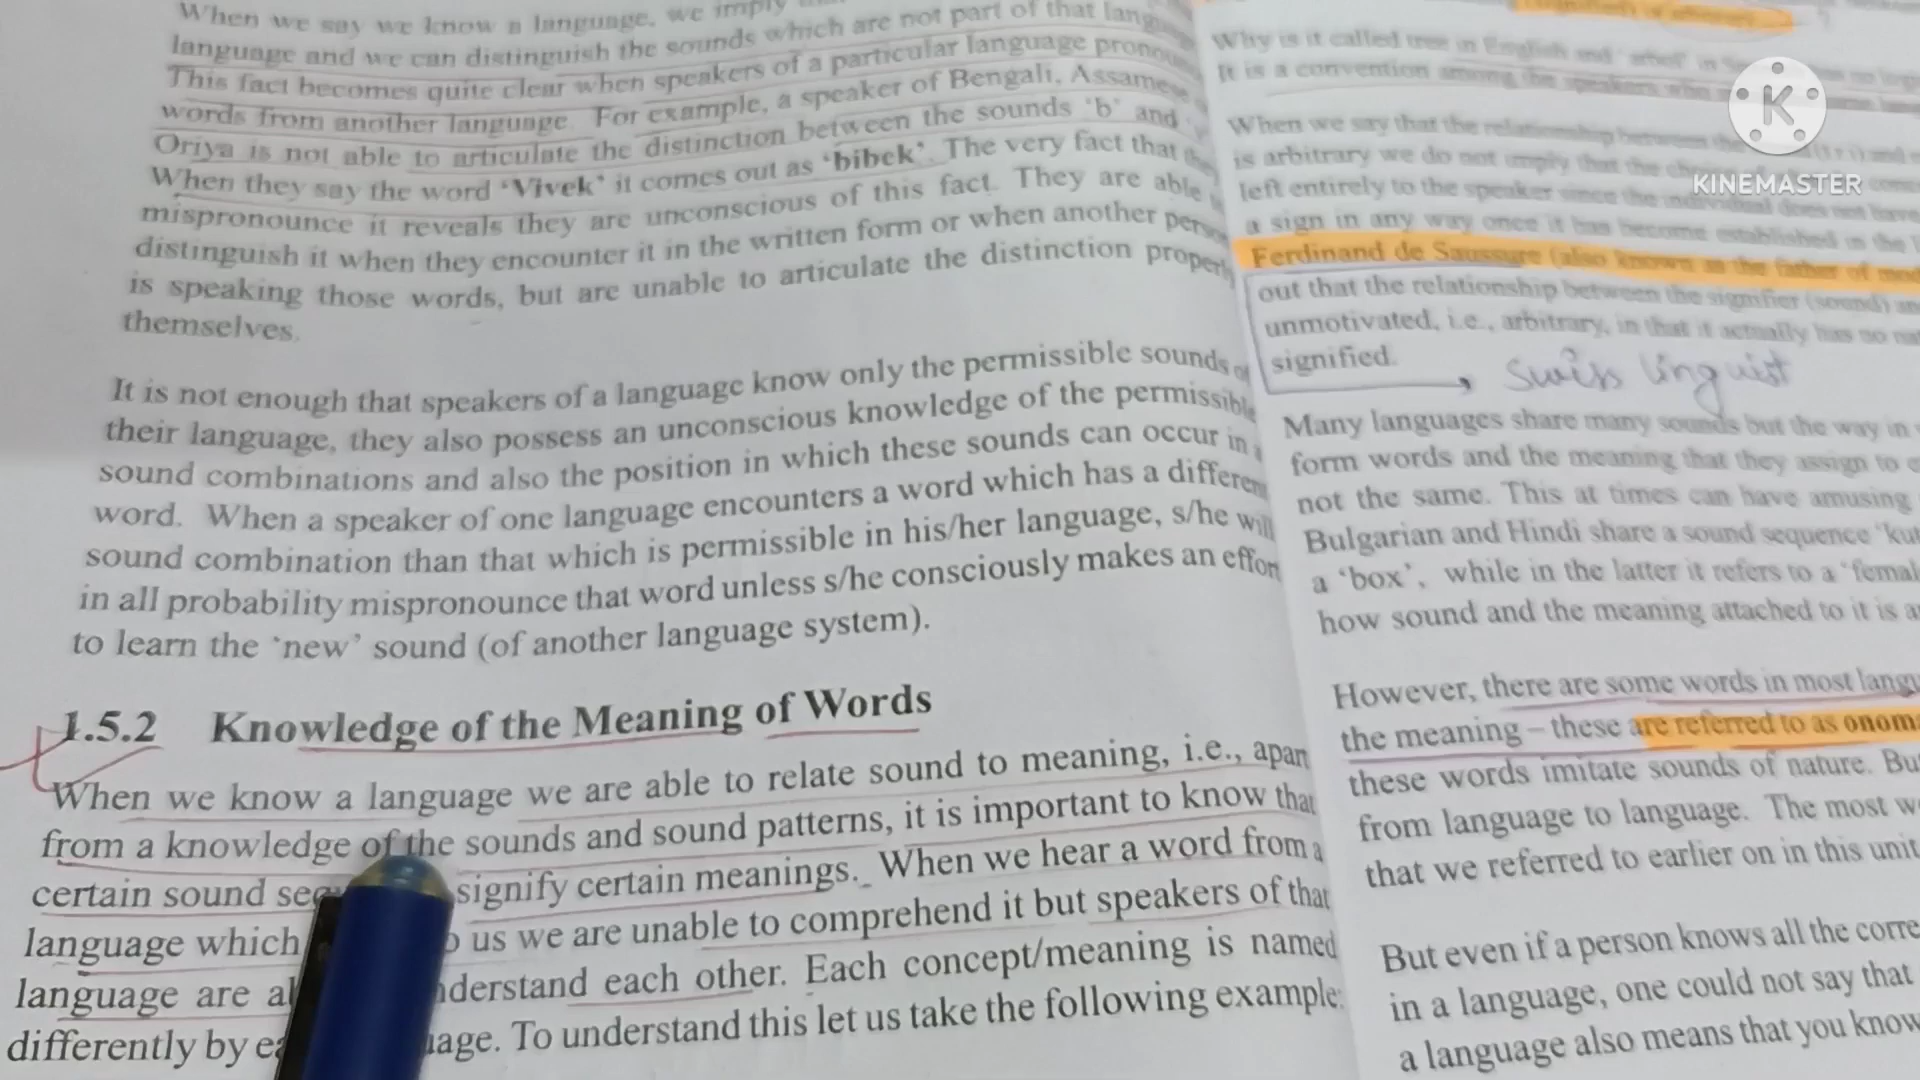 When we say we know a language, we imply
language and we can distinguish the sounds which are not part of that
This fact becomes quite clear when speakers of a particular language
words from another language. For example, a speaker of Bengali, Assamese
Oriya is not able to articulate the distinction between the sounds 'b' and
When they say the word 'Vivek' it comes out as 'bibek'. The very fact that
mispronounce it reveals they are unconscious of this fact. They are able
distinguish it when they encounter it in the written form or when another
is speaking those words, but are unable to articulate the distinction
themselves.
It is not enough that speakers of a language know only the permissible sounds
their language, they also possess an unconscious knowledge of the permissible
sound combinations and also the position in which these sounds can occur in
word. When a speaker of one language encounters a word which has a different
sound combination than that which is permissible in his/her language, s/he will
in all probability mispronounce that word unless s/he consciously makes an effort
to learn the 'new' sound (of another language system).
1.5.2 Knowledge of the Meaning of Words
When we know a language we are able to relate sound to meaning, i.e., apart
from a knowledge of the sounds and sound patterns, it is important to know that
certain sound signify certain meanings. When we hear a word from a
language which us we are unable to comprehend it but speakers of that
language are each other. Each concept/meaning is named
differently by To understand this let us take the following example:
Why is it called tree in English and
It is a convention among the speakers
When we say that the relationship between
is arbitrary we do not imply that the
left entirely to the speaker since the individual does not have
a sign in any way once it has become established in the
Ferdinand de Saussure (also known as the father of
out that the relationship between the signifier (sound)
unmotivated, i.e., arbitrary, in that it actually has no
signified.
Swiss linguist
Many languages share many sounds but the way in
form words and the meaning that they assign to
not the same. This at times can have amusing
Bulgarian and Hindi share a sound sequence
a 'box', while in the latter it refers to a
how sound and the meaning attached to it is
However, there are some words in most
the meaning – these are referred to as
these words imitate sounds of nature.
from language to language. The most
that we referred to earlier on in this unit
But even if a person knows all the
in a language, one could not say that
a language also means that you know
K
KINEMASTER